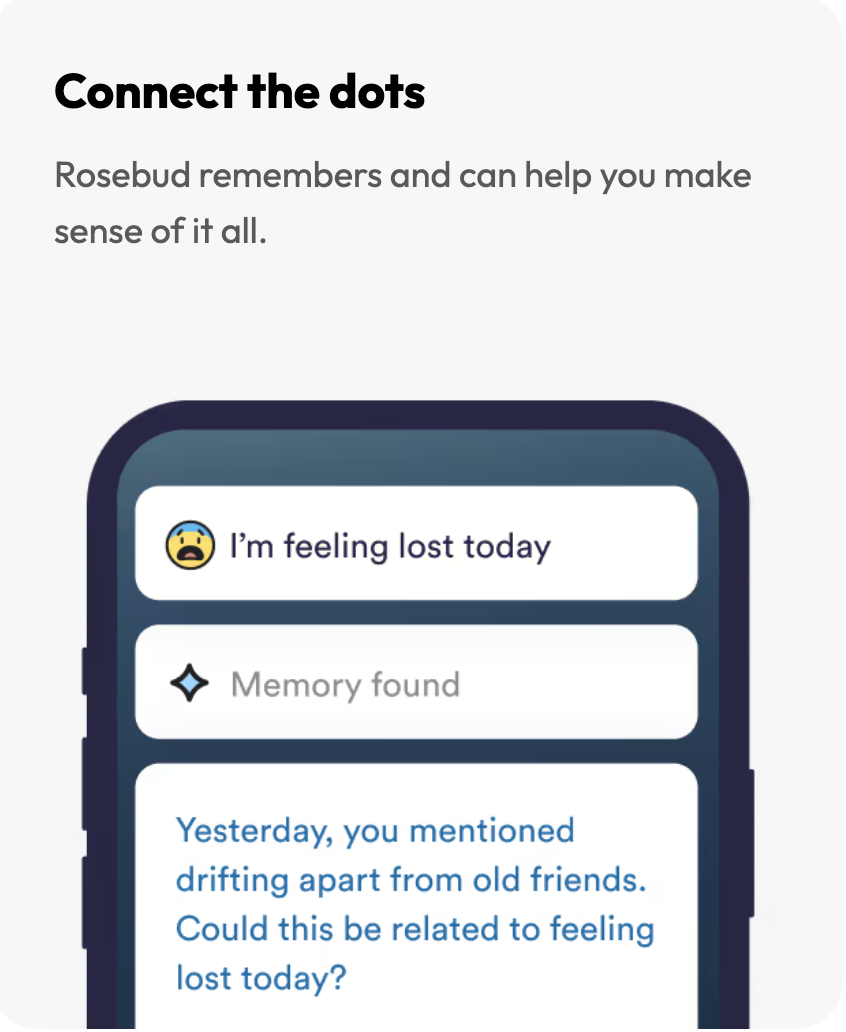 Connect the dots
Rosebud remembers and can help you make
sense of it all.
I’m feeling lost today
Memory found
Yesterday, you mentioned
drifting apart from old friends.
Could this be related to feeling
lost today?